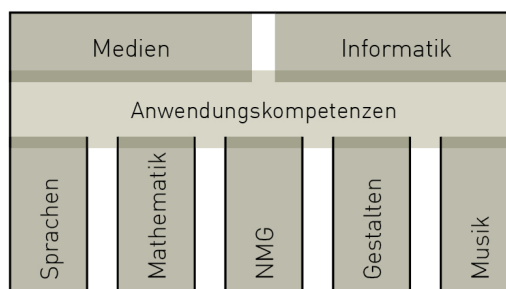 Medien
Informatik
Anwendungskompetenzen
Sprachen
Mathematik
NMG
Gestalten
Musik